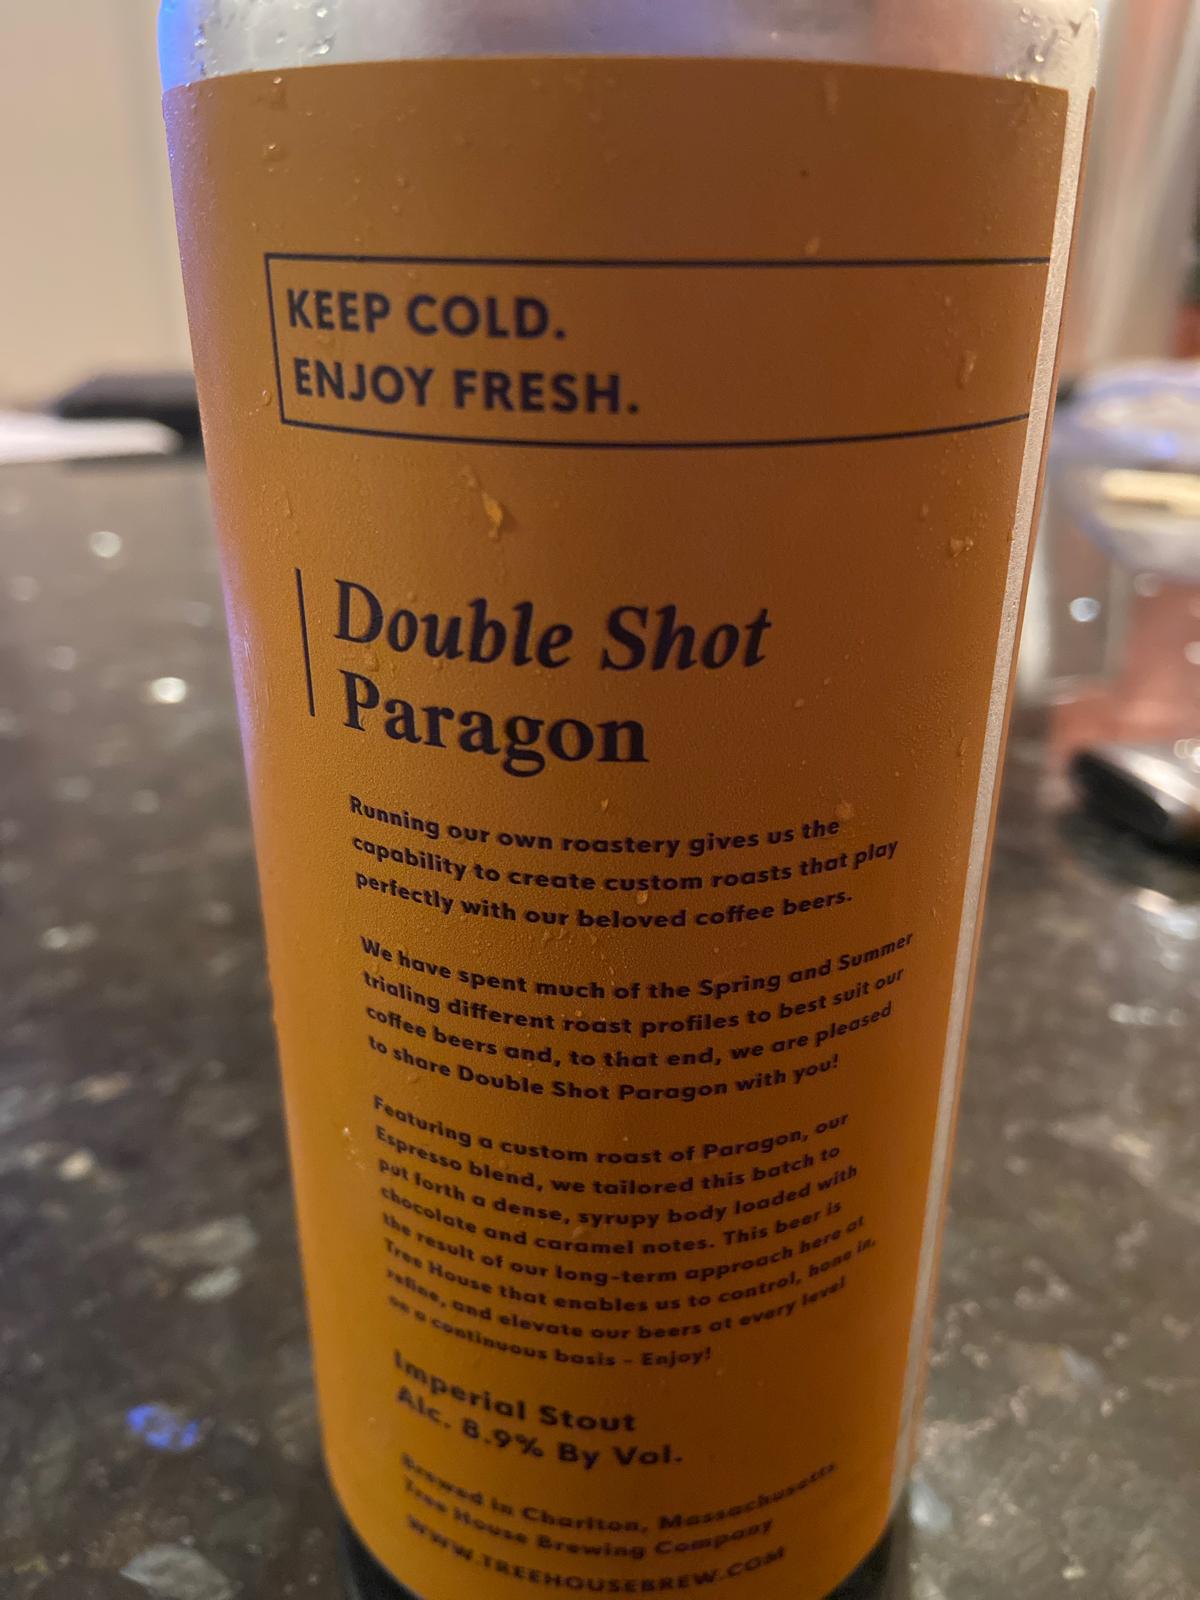 KEEP COLD.
ENJOY FRESH.
Double Shot
Paragon
Running our own roastery gives us the
capability to create custom roasts that play
perfectly with our beloved coffee beers.
We have spent much of the Spring and Summer
trialing different roast profiles to best suit our
coffee beers and, to that end, we are pleased
to share Double Shot Paragon with you!
Featuring a custom roast of Paragon, our
Espresso blend, we tailored this batch to
put forth a dense, syrupy body loaded with
chocolate and caramel notes. This beer is
the result of our long-term approach here at
Tree House that enables us to control, hone in,
refine, and elevate our beers at every level
on a continuous basis - Enjoy!
Imperial Stout
Alc. 8.9% By Vol.
Brewed in Charlton, Massachusetts
Tree House Brewing Company
WWW.TREEHOUSEBREW.COM